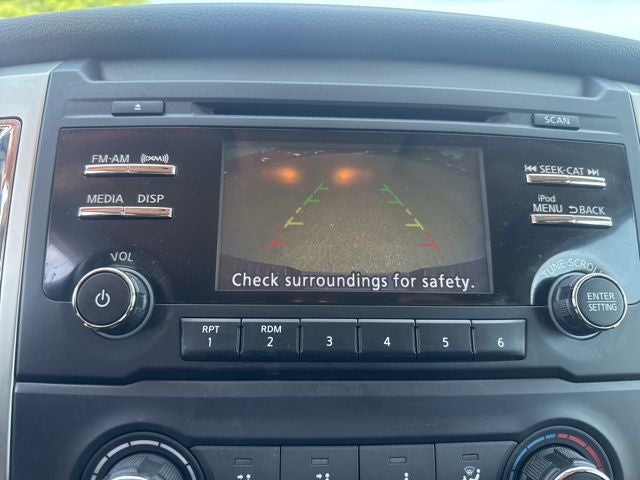 SCAN
FM·AM ((XM))
SEEK·CAT
MEDIA DISP
iPod
MENU BACK
VOL
TUNE·SCROLL
Check surroundings for safety.
ENTER
SETTING
RPT
1
RDM
2
3
4
5
6